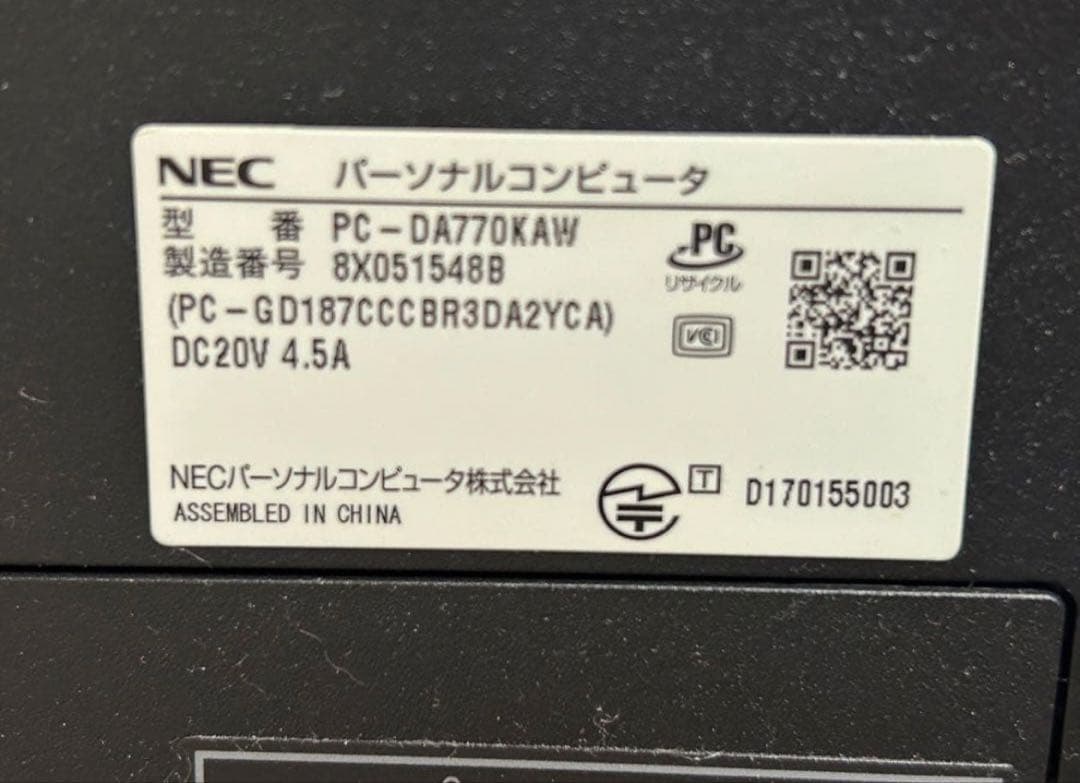 NEC パーソナルコンピュータ
型 番 PC-DA770KAW
製造番号 8X051548B
(PC-GD187CCCBR3DA2YCA)
DC20V 4.5A
PC
リサイクル
VCI
NECパーソナルコンピュータ株式会社
ASSEMBLED IN CHINA
T D170155003